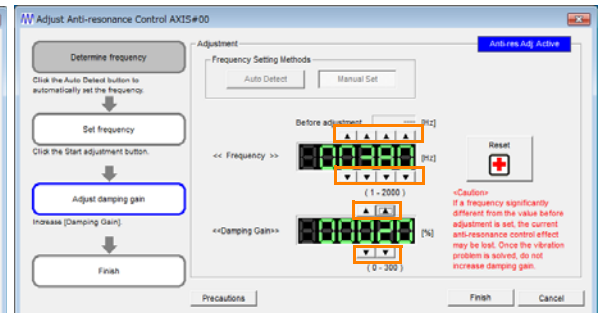 Adjust Anti-resonance Control AXIS#00
Determine frequency
Click the Auto Detect button to
automatically set the frequency.
Set frequency
Click the Start adjustment button.
Adjust damping gain
Increase [Damping Gain].
Finish
Adjustment
Anti-res Adj Active
Frequency Setting Methods
Auto Detect
Manual Set
Before adjustment ---- [Hz]
<< Frequency >> 00380 [Hz]
( 1 - 2000 )
<<Damping Gain>> 00021 [%]
( 0 - 300 )
Reset
<Caution>
If a frequency significantly
different from the value before
adjustment is set, the current
anti-resonance control effect
may be lost. Once the vibration
problem is solved, do not
increase damping gain.
Precautions
Finish
Cancel